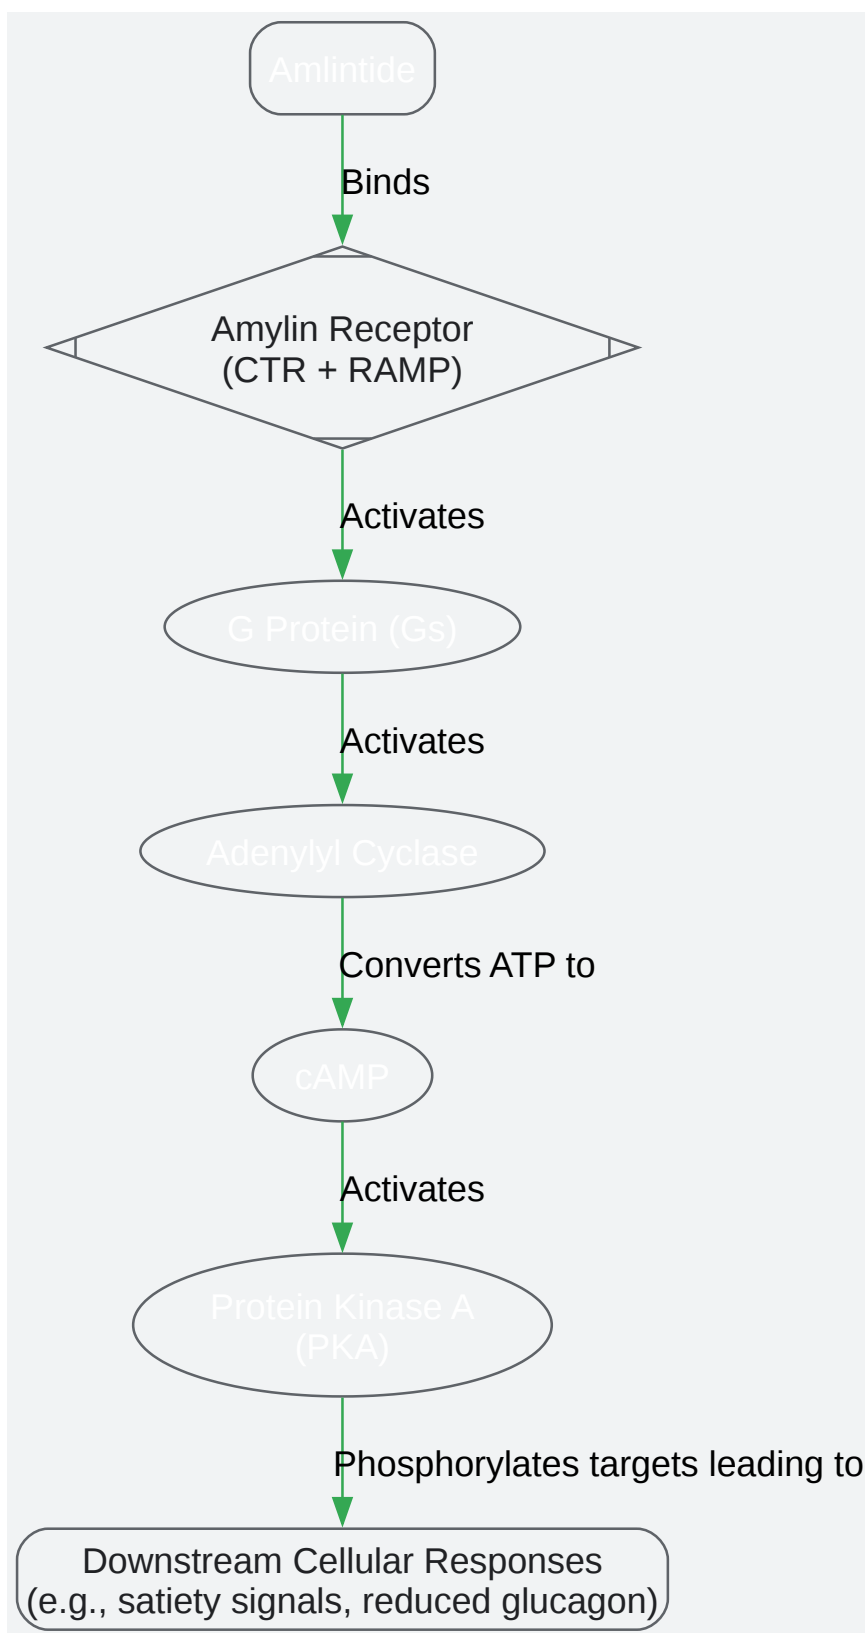 Amlintide
Binds
Amylin Receptor
(CTR + RAMP)
Activates
G Protein (Gs)
Activates
Adenylyl Cyclase
Converts ATP to
cAMP
Activates
Protein Kinase A
(PKA)
Phosphorylates targets leading to
Downstream Cellular Responses
(e.g., satiety signals, reduced glucagon)